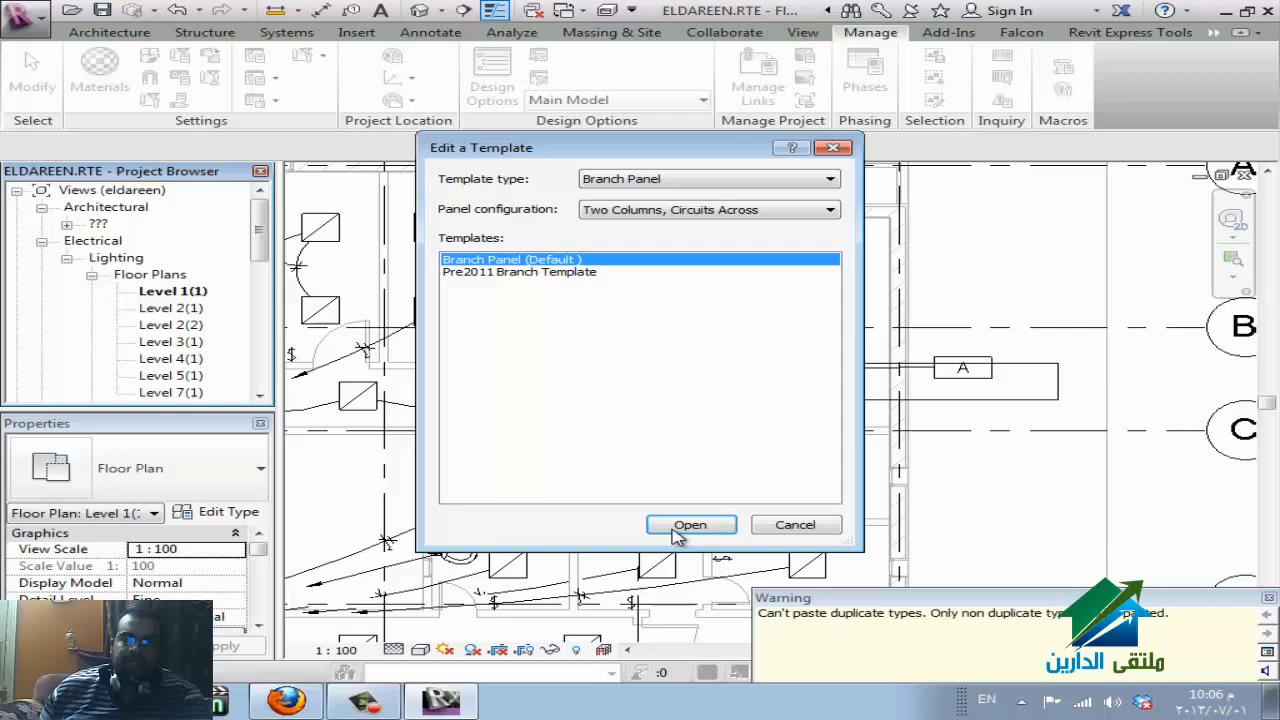 ELDAREEN.RTE - FI...
Sign In
Architecture
Structure
Systems
Insert
Annotate
Analyze
Massing & Site
Collaborate
View
Manage
Add-Ins
Falcon
Revit Express Tools
Modify
Materials
Design
Options
Main Model
Manage
Links
Phases
Select
Settings
Project Location
Design Options
Manage Project
Phasing
Selection
Inquiry
Macros
ELDAREEN.RTE - Project Browser
Views (eldareen)
Architectural
???
Electrical
Lighting
Floor Plans
Level 1(1)
Level 2(1)
Level 2(2)
Level 3(1)
Level 4(1)
Level 5(1)
Level 7(1)
Properties
Floor Plan
Floor Plan: Level 1(:
Edit Type
Graphics
View Scale
1 : 100
Scale Value 1:
100
Display Model
Normal
Edit a Template
Template type:
Branch Panel
Panel configuration:
Two Columns, Circuits Across
Templates:
Branch Panel (Default )
Pre2011 Branch Template
Open
Cancel
A
A
B
C
1 : 100
:0
Warning
Can't paste duplicate types. Only non duplicate
ملتقى الدارين
EN
10:06 م
٢٠١٣/٠٧/٠١